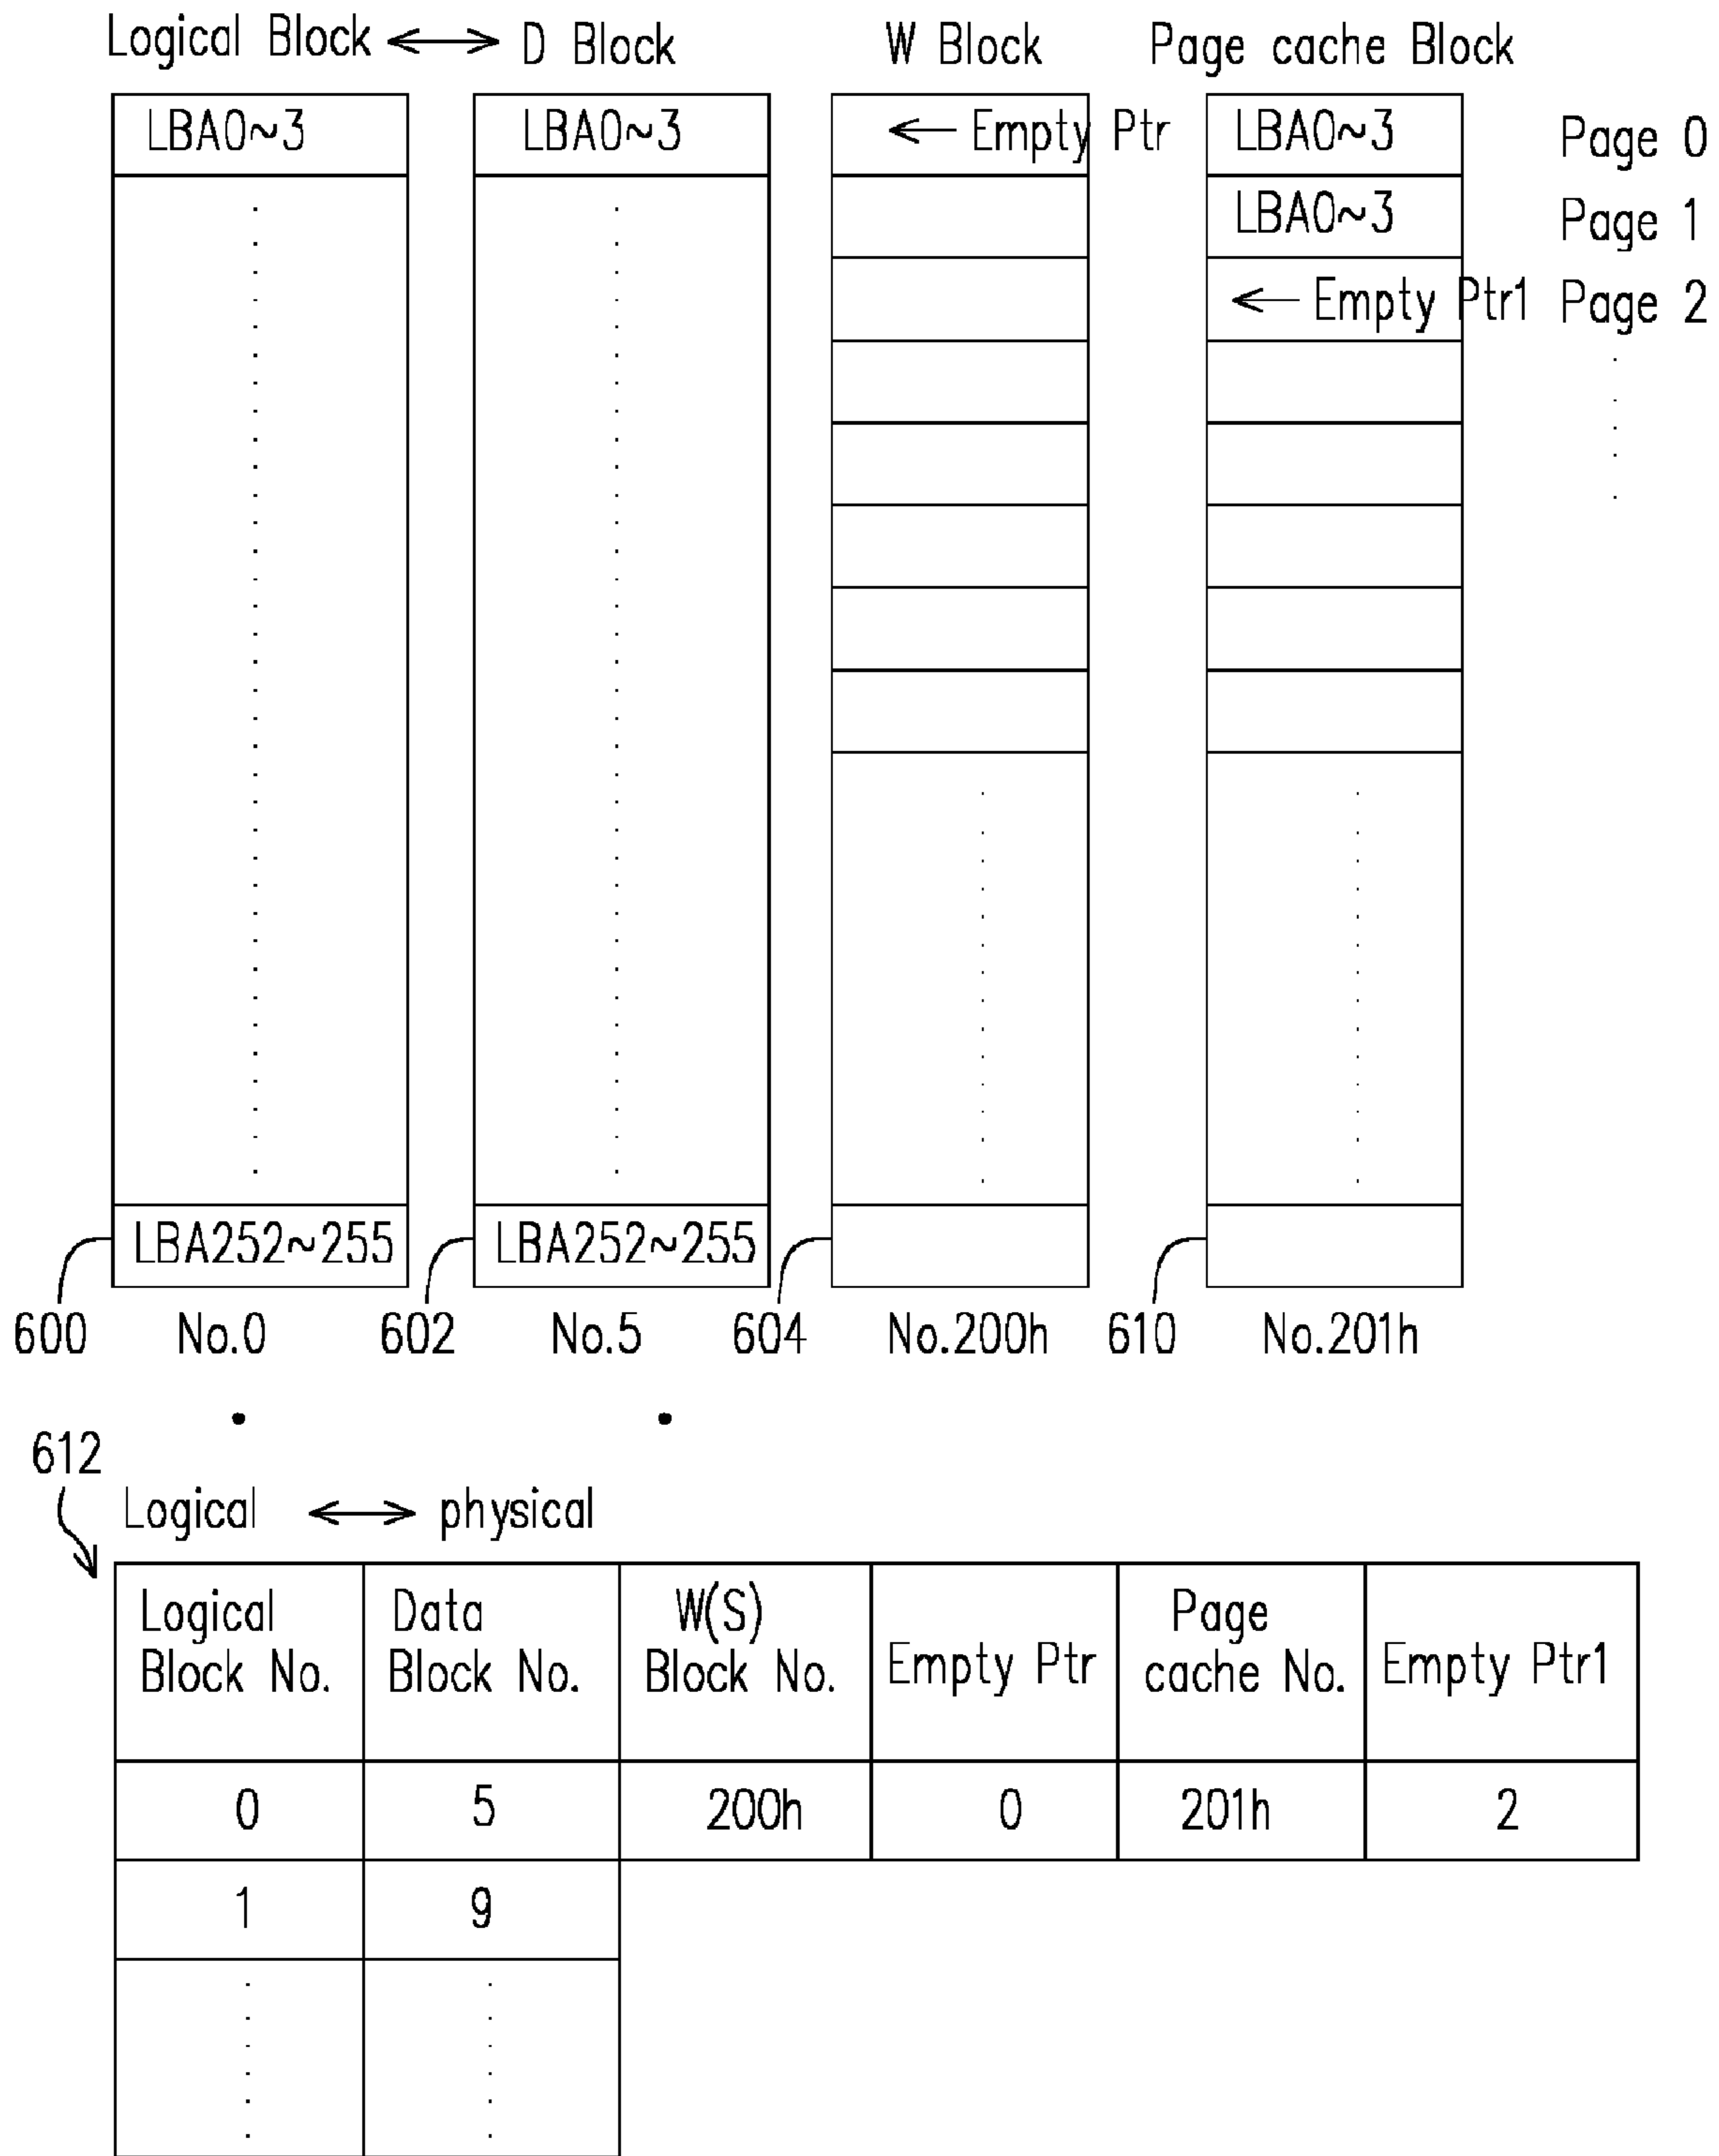 Logical Block ⟷ D Block W Block Page cache Block
LBA0~3 LBA0~3 ← Empty Ptr LBA0~3 Page 0
LBA0~3 Page 1
← Empty Ptr1 Page 2
LBA252~255 LBA252~255
600 No.0 602 No.5 604 No.200h 610 No.201h
612
Logical ⟷ physical
Logical Data W(S) Page
Block No. Block No. Block No. Empty Ptr cache No. Empty Ptr1
0 5 200h 0 201h 2
1 9